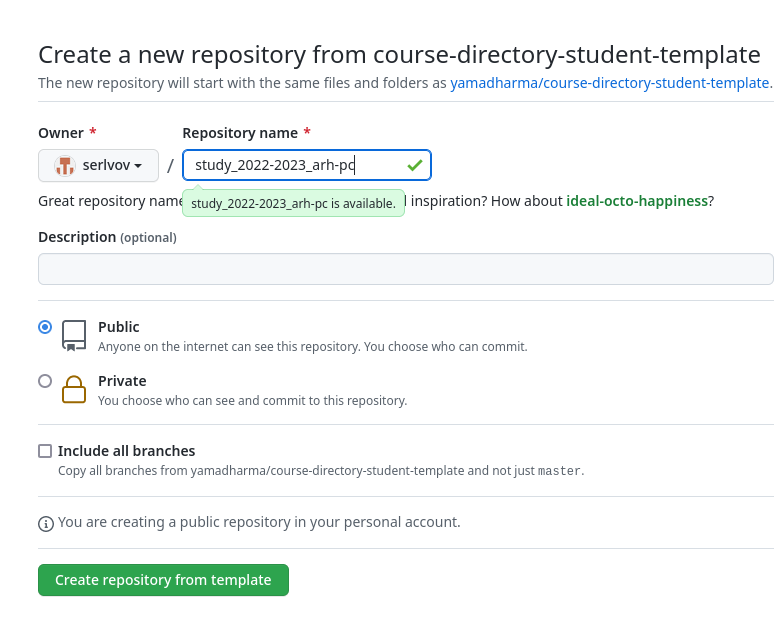 Create a new repository from course-directory-student-template
The new repository will start with the same files and folders as yamadharma/course-directory-student-template.
Owner * Repository name *
serlvov / study_2022-2023_arh-pc
Great repository name inspiration? How about ideal-octo-happiness?
study_2022-2023_arh-pc is available.
Description (optional)
Public
Anyone on the internet can see this repository. You choose who can commit.
Private
You choose who can see and commit to this repository.
Include all branches
Copy all branches from yamadharma/course-directory-student-template and not just master.
You are creating a public repository in your personal account.
Create repository from template